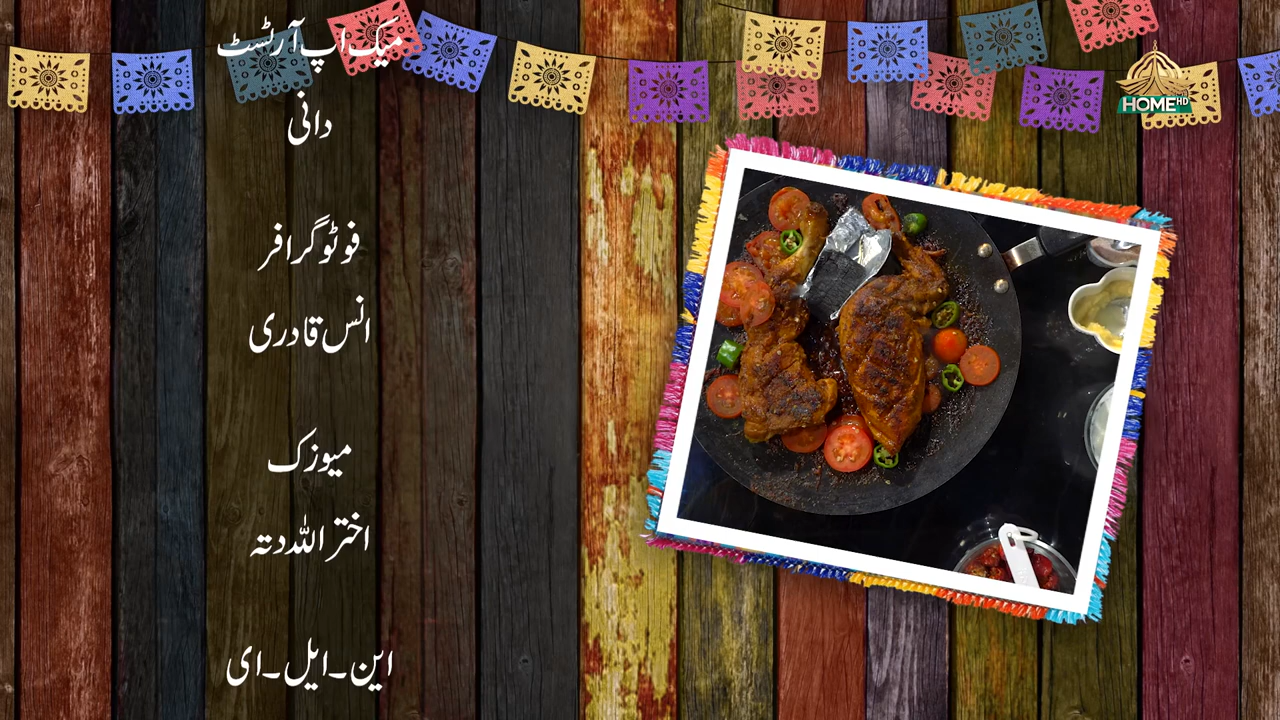 میک اپ آرٹسٹ
دانی
فوٹوگرافر
انس قادری
میوزک
اختر اللہ دتہ
این۔ایل۔ای
HOME HD